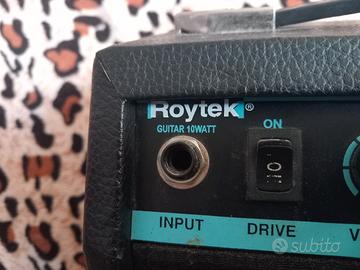 Roytek®
GUITAR 10WATT
ON
INPUT
DRIVE
V
subito